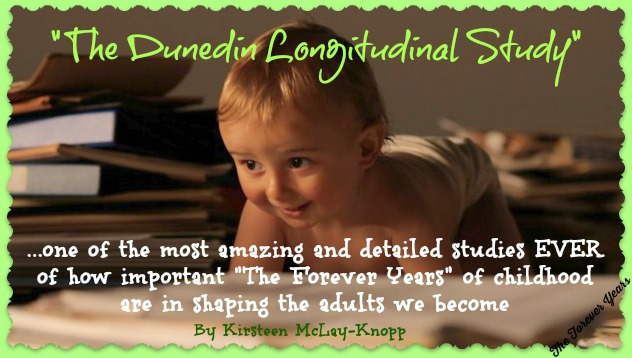 "The Dunedin Longitudinal Study"
...one of the most amazing and detailed studies EVER
of how important "The Forever Years" of childhood
are in shaping the adults we become
By Kirsteen McLay-Knopp
The Forever Years